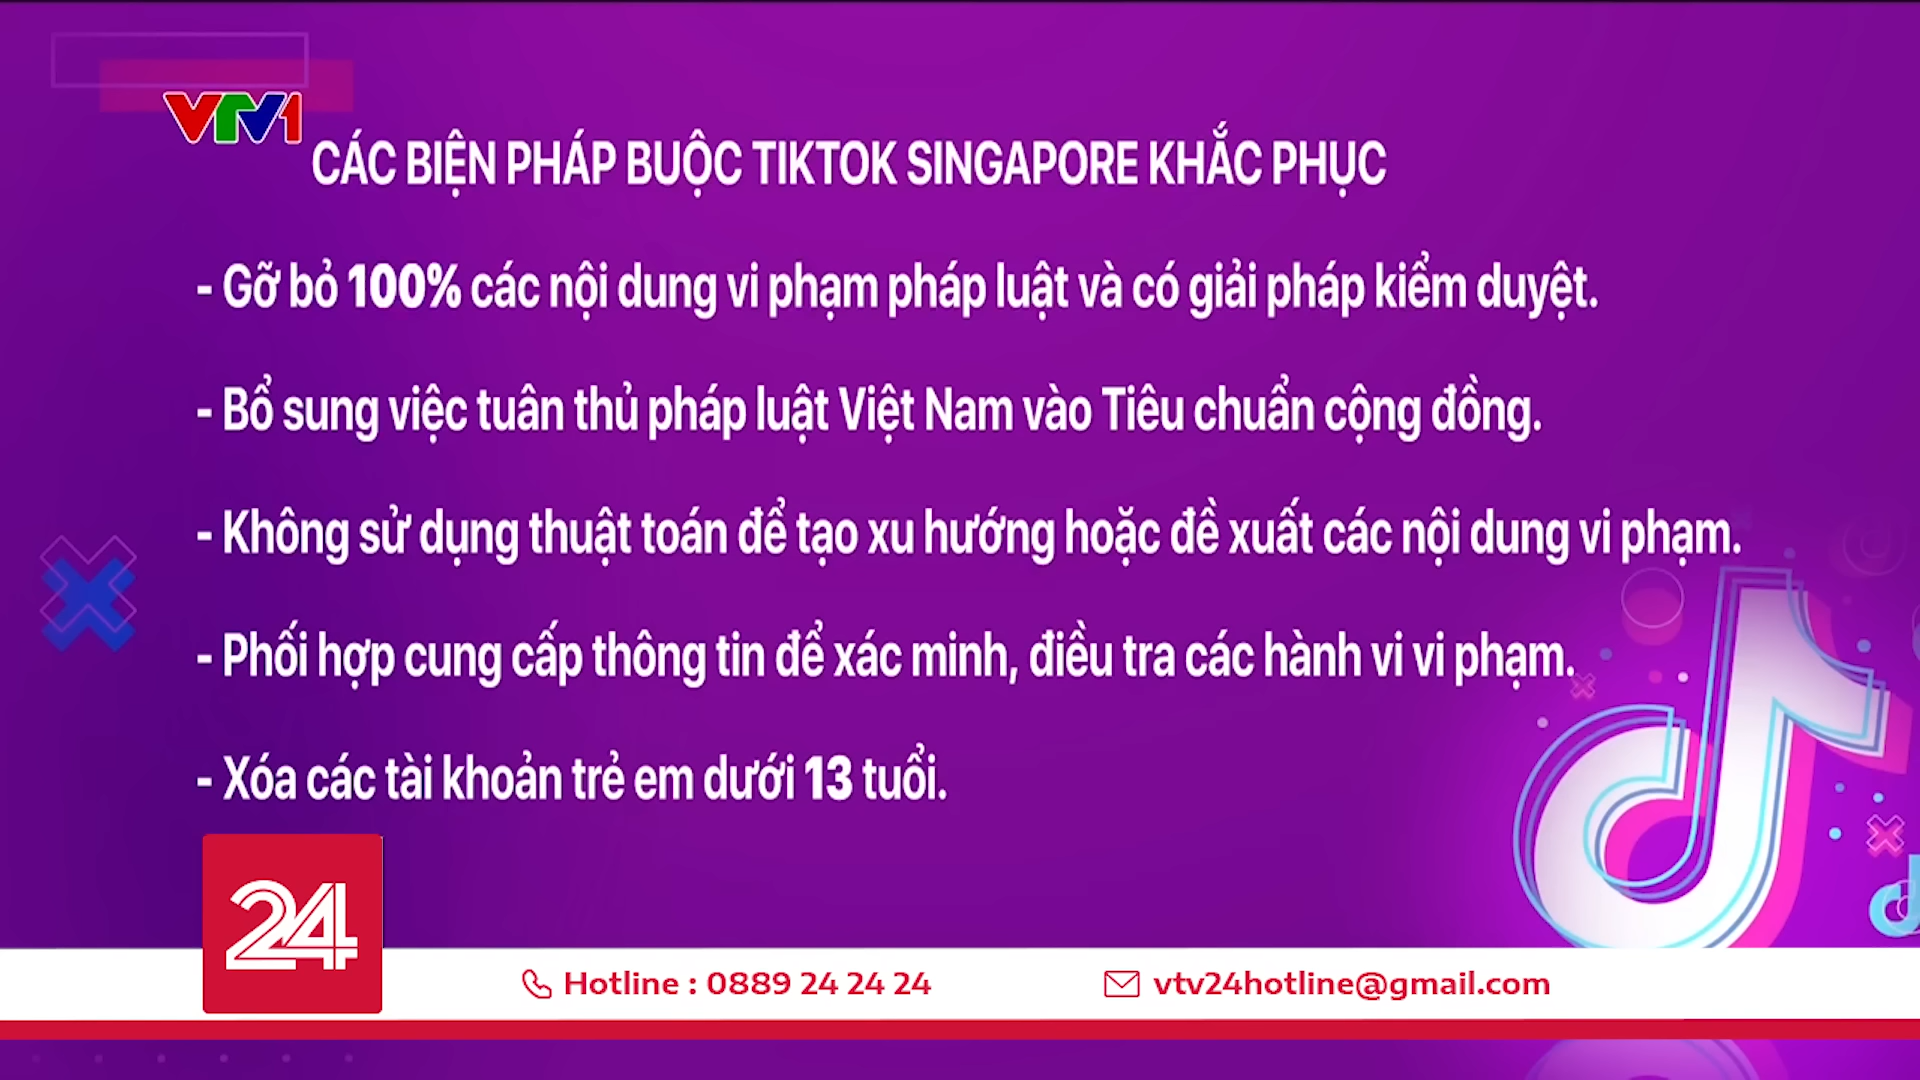 VTV1
CÁC BIỆN PHÁP BUỘC TIKTOK SINGAPORE KHẮC PHỤC
- Gỡ bỏ 100% các nội dung vi phạm pháp luật và có giải pháp kiểm duyệt.
- Bổ sung việc tuân thủ pháp luật Việt Nam vào Tiêu chuẩn cộng đồng.
- Không sử dụng thuật toán để tạo xu hướng hoặc đề xuất các nội dung vi phạm.
- Phối hợp cung cấp thông tin để xác minh, điều tra các hành vi vi phạm.
- Xóa các tài khoản trẻ em dưới 13 tuổi.
24
Hotline : 0889 24 24 24
vtv24hotline@gmail.com